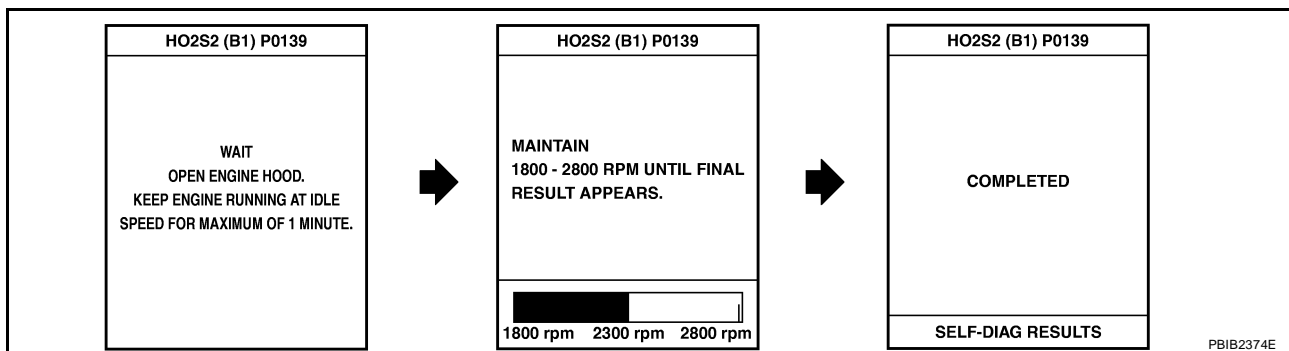 HO2S2 (B1) P0139
WAIT
OPEN ENGINE HOOD.
KEEP ENGINE RUNNING AT IDLE
SPEED FOR MAXIMUM OF 1 MINUTE.
HO2S2 (B1) P0139
MAINTAIN
1800 - 2800 RPM UNTIL FINAL
RESULT APPEARS.
1800 rpm 2300 rpm 2800 rpm
HO2S2 (B1) P0139
COMPLETED
SELF-DIAG RESULTS
PBIB2374E